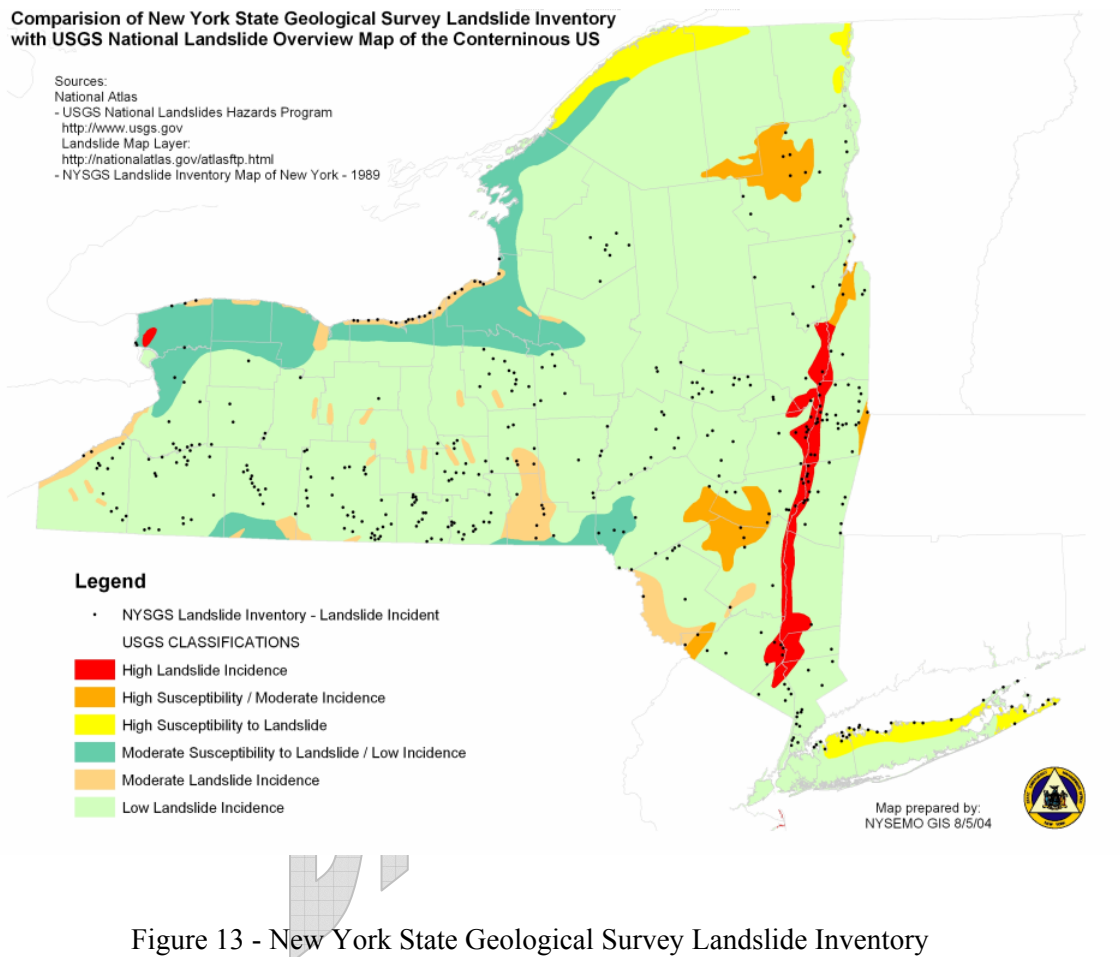 Comparision of New York State Geological Survey Landslide Inventory
with USGS National Landslide Overview Map of the Conterninous US
Sources:
National Atlas
- USGS National Landslides Hazards Program
http://www.usgs.gov
Landslide Map Layer:
http://nationalatlas.gov/atlasftp.html
- NYSGS Landslide Inventory Map of New York - 1989
Legend
NYSGS Landslide Inventory - Landslide Incident
USGS CLASSIFICATIONS
High Landslide Incidence
High Susceptibility / Moderate Incidence
High Susceptibility to Landslide
Moderate Susceptibility to Landslide / Low Incidence
Moderate Landslide Incidence
Low Landslide Incidence
Map prepared by:
NYSEMO GIS 8/5/04
Figure 13 - New York State Geological Survey Landslide Inventory